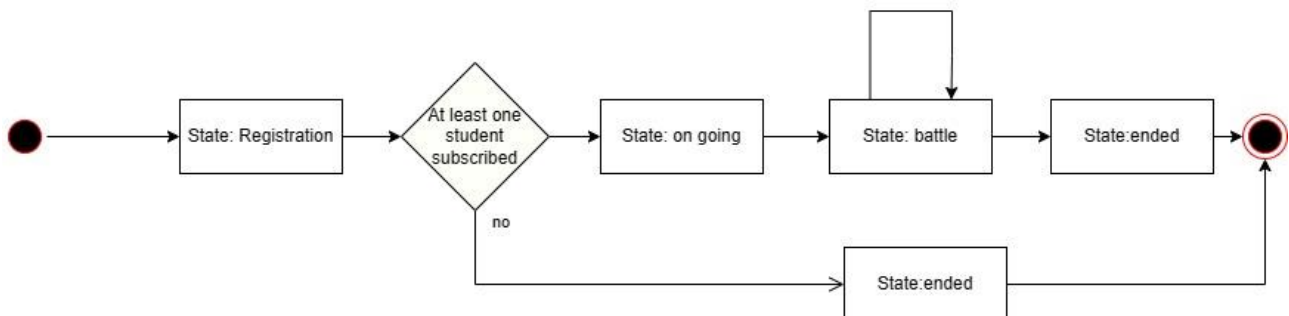 State: Registration
At least one
student
subscribed
State: on going
State: battle
State:ended
no
State:ended